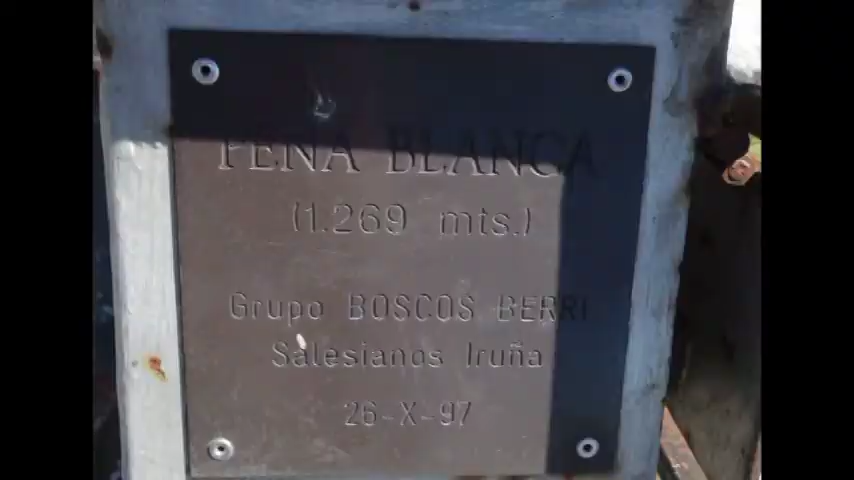 PEÑA BLANCA
(1.269 mts.)
Grupo BOSCOS BERRI
Salesianos Iruña
26-X-97